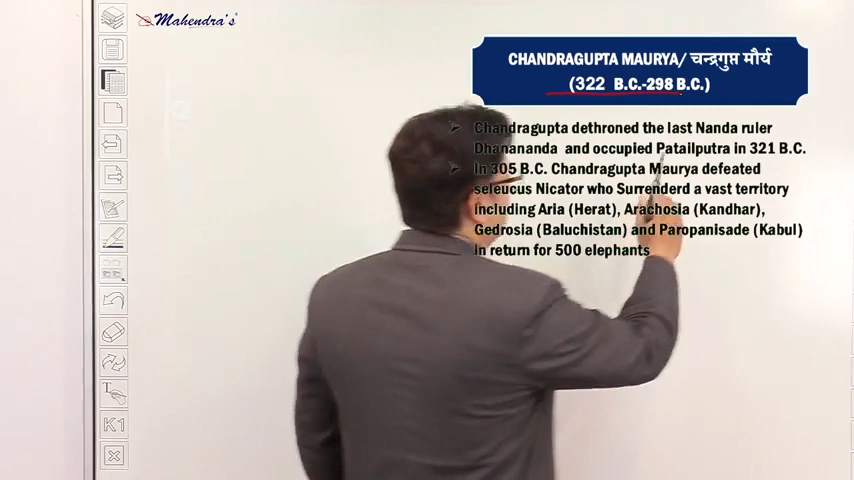 Mahendra's
CHANDRAGUPTA MAURYA/ चन्द्रगुप्त मौर्य
(322 B.C.-298 B.C.)
Chandragupta dethroned the last Nanda ruler
Dhanananda and occupied Patailputra in 321 B.C.
In 305 B.C. Chandragupta Maurya defeated
seleucus Nicator who Surrenderd a vast territory
including Aria (Herat), Arachosia (Kandhar),
Gedrosia (Baluchistan) and Paropanisade (Kabul)
In return for 500 elephants
T
K1